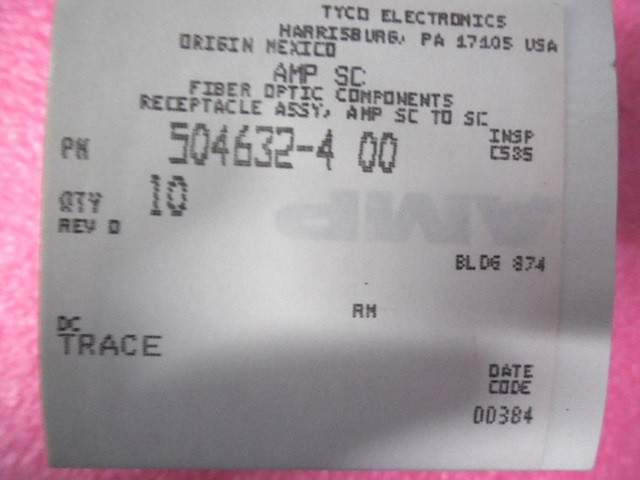 TYCO ELECTRONICS
HARRISBURG, PA 17105 USA
ORIGIN MEXICO
AMP SC
FIBER OPTIC COMPONENTS
RECEPTACLE ASSY, AMP SC TO SC
PN 504632-4 00 INSP C535
QTY 10
REV D
AMP
BLDG 874
RM
DC
TRACE
DATE
CODE
00384